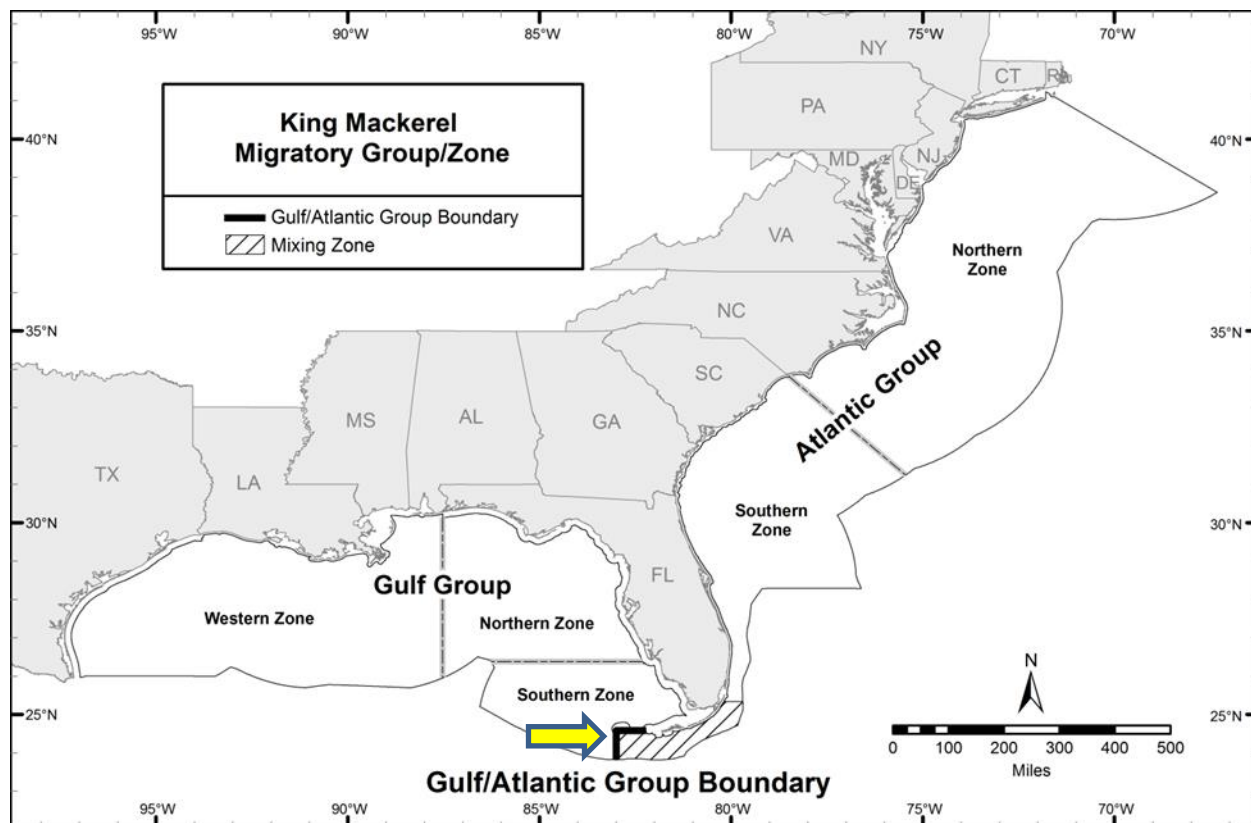 95°W 90°W 85°W 80°W 75°W 70°W
King Mackerel
Migratory Group/Zone
Gulf/Atlantic Group Boundary
Mixing Zone
NY
CT
RI
PA
40°N 40°N
MD
NJ
DE
VA
Northern
Zone
NC
35°N 35°N
SC
Atlantic Group
MS
AL
GA
TX
LA
30°N 30°N
Southern
Zone
FL
Gulf Group
Western Zone
Northern Zone
Southern Zone
N
25°N 25°N
0 50 100 200 300 400 500
Miles
Gulf/Atlantic Group Boundary
95°W 90°W 85°W 80°W 75°W 70°W